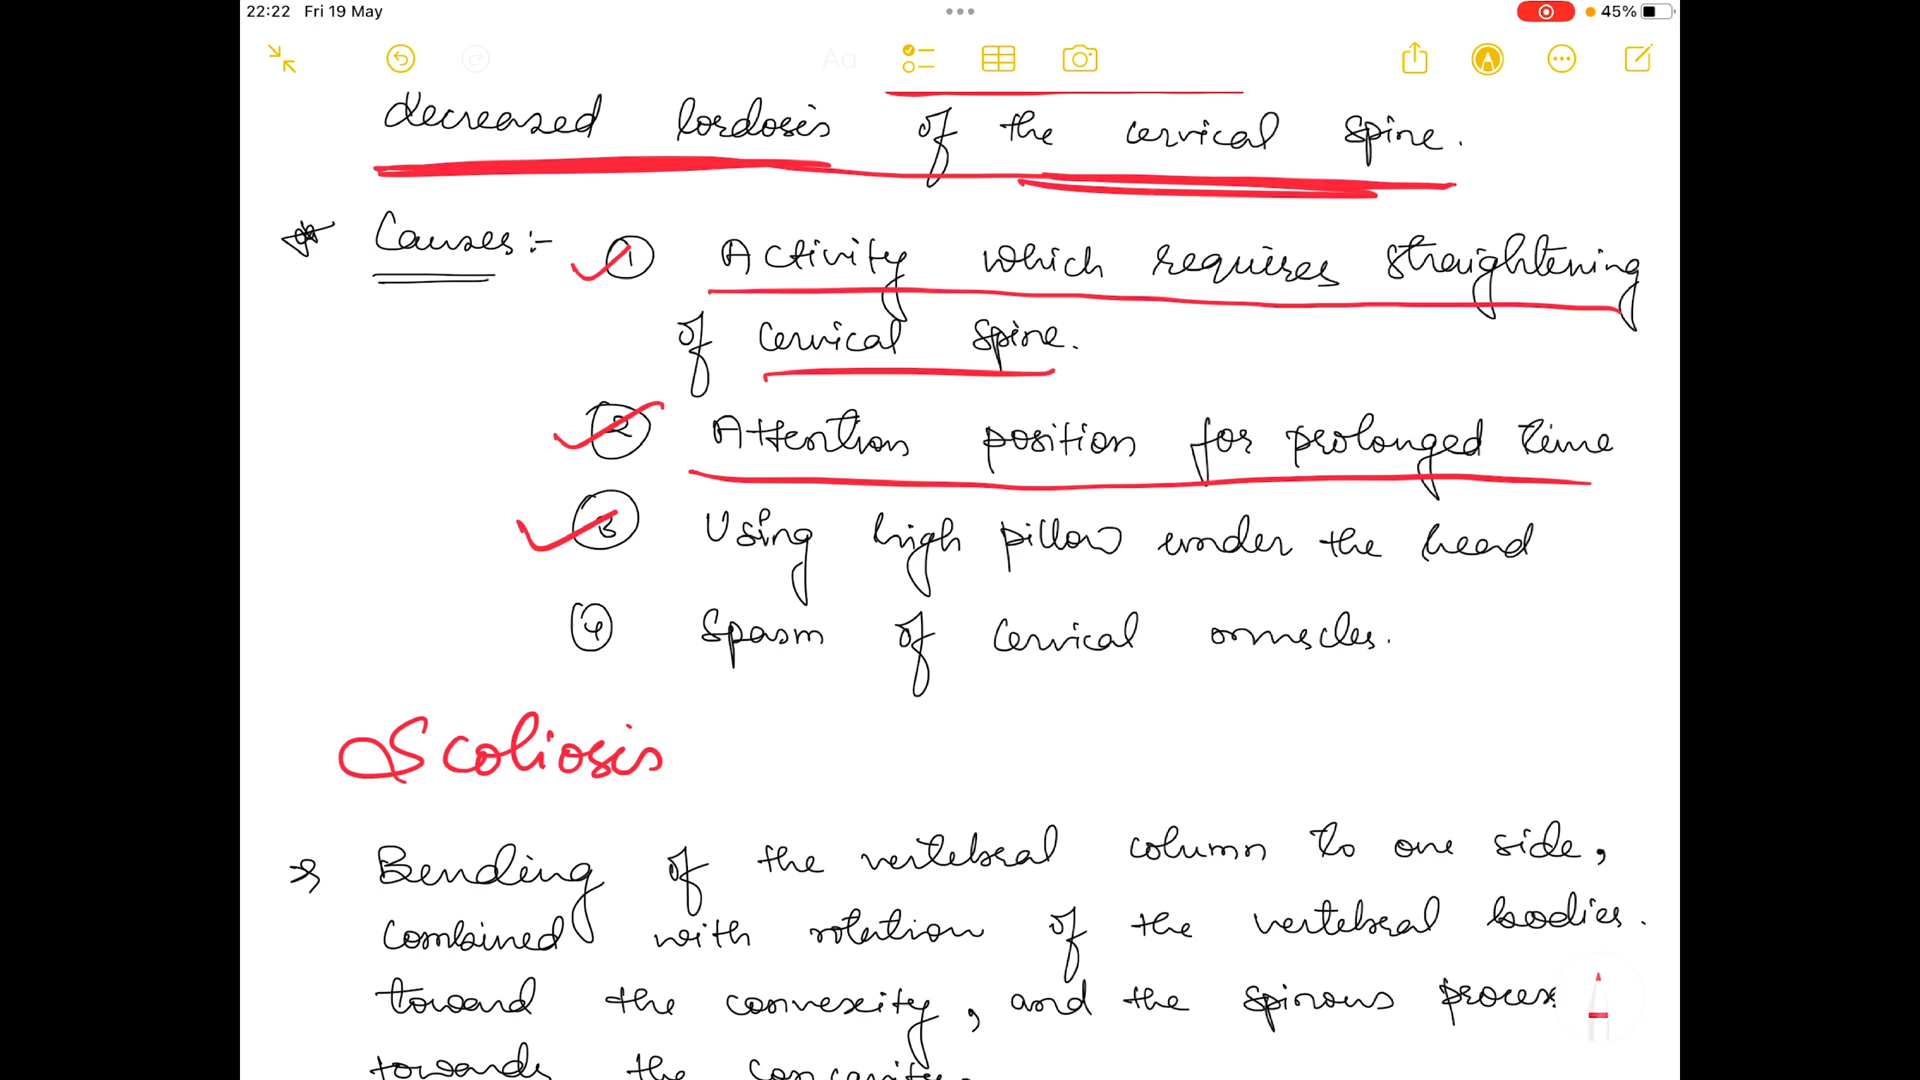 22:22 Fri 19 May
45%
Aa
decreased lordosis of the cervical spine.
Causes:- ① Activity which requires straightening
of cervical spine.
② Attention position for prolonged time
③ Using high pillow under the head
④ Spasm of cervical muscles.
Scoliosis
Bending of the vertebral column to one side,
combined with rotation of the vertebral bodies.
toward the convexity, and the spinous process
towards the concavity.